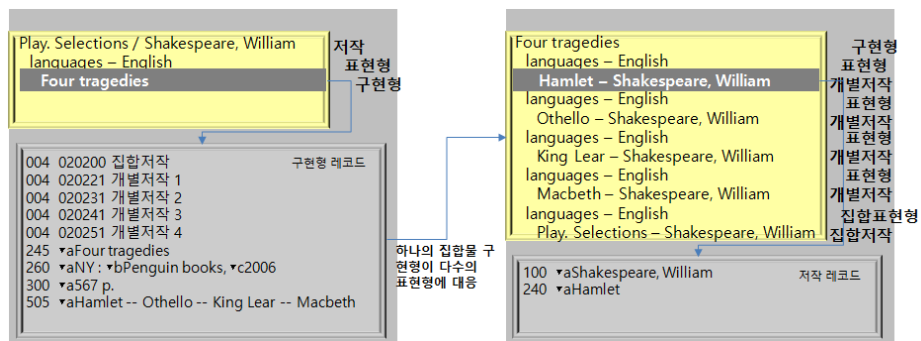 Play. Selections / Shakespeare, William 저작
languages – English 표현형
Four tragedies 구현형
004 020200 집합저작 구현형 레코드
004 020221 개별저작 1
004 020231 개별저작 2
004 020241 개별저작 3
004 020251 개별저작 4
245 ▾aFour tragedies
260 ▾aNY : ▾bPenguin books, ▾c2006
300 ▾a567 p.
505 ▾aHamlet -- Othello -- King Lear -- Macbeth
하나의 집합물 구
현형이 다수의
표현형에 대응
Four tragedies 구현형
languages – English 표현형
Hamlet – Shakespeare, William 개별저작
languages – English 표현형
Othello – Shakespeare, William 개별저작
languages – English 표현형
King Lear – Shakespeare, William 개별저작
languages – English 표현형
Macbeth – Shakespeare, William 개별저작
languages – English 집합표현형
Play. Selections – Shakespeare, William 집합저작
100 ▾aShakespeare, William 저작 레코드
240 ▾aHamlet